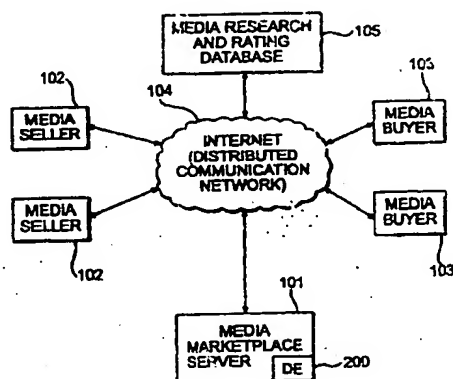 MEDIA RESEARCH
AND RATING
DATABASE
105
102
MEDIA
SELLER
104
103
MEDIA
BUYER
INTERNET
(DISTRIBUTED
COMMUNICATION
NETWORK)
MEDIA
SELLER
102
MEDIA
BUYER
103
101
MEDIA
MARKETPLACE
SERVER
DE
200